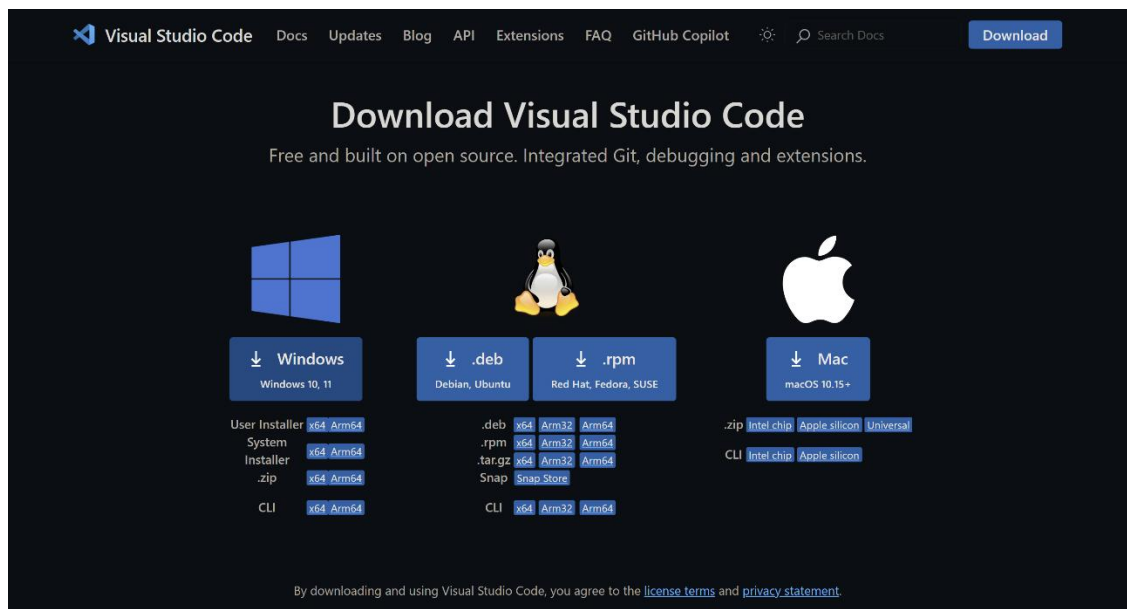 Visual Studio Code Docs Updates Blog API Extensions FAQ GitHub Copilot Search Docs Download
Download Visual Studio Code
Free and built on open source. Integrated Git, debugging and extensions.
Windows
Windows 10, 11
User Installer x64 Arm64
System
Installer x64 Arm64
.zip x64 Arm64
CLI x64 Arm64
.deb
Debian, Ubuntu
.rpm
Red Hat, Fedora, SUSE
.deb x64 Arm32 Arm64
.rpm x64 Arm32 Arm64
.tar.gz x64 Arm32 Arm64
Snap Snap Store
CLI x64 Arm32 Arm64
Mac
macOS 10.15+
.zip Intel chip Apple silicon Universal
CLI Intel chip Apple silicon
By downloading and using Visual Studio Code, you agree to the license terms and privacy statement.